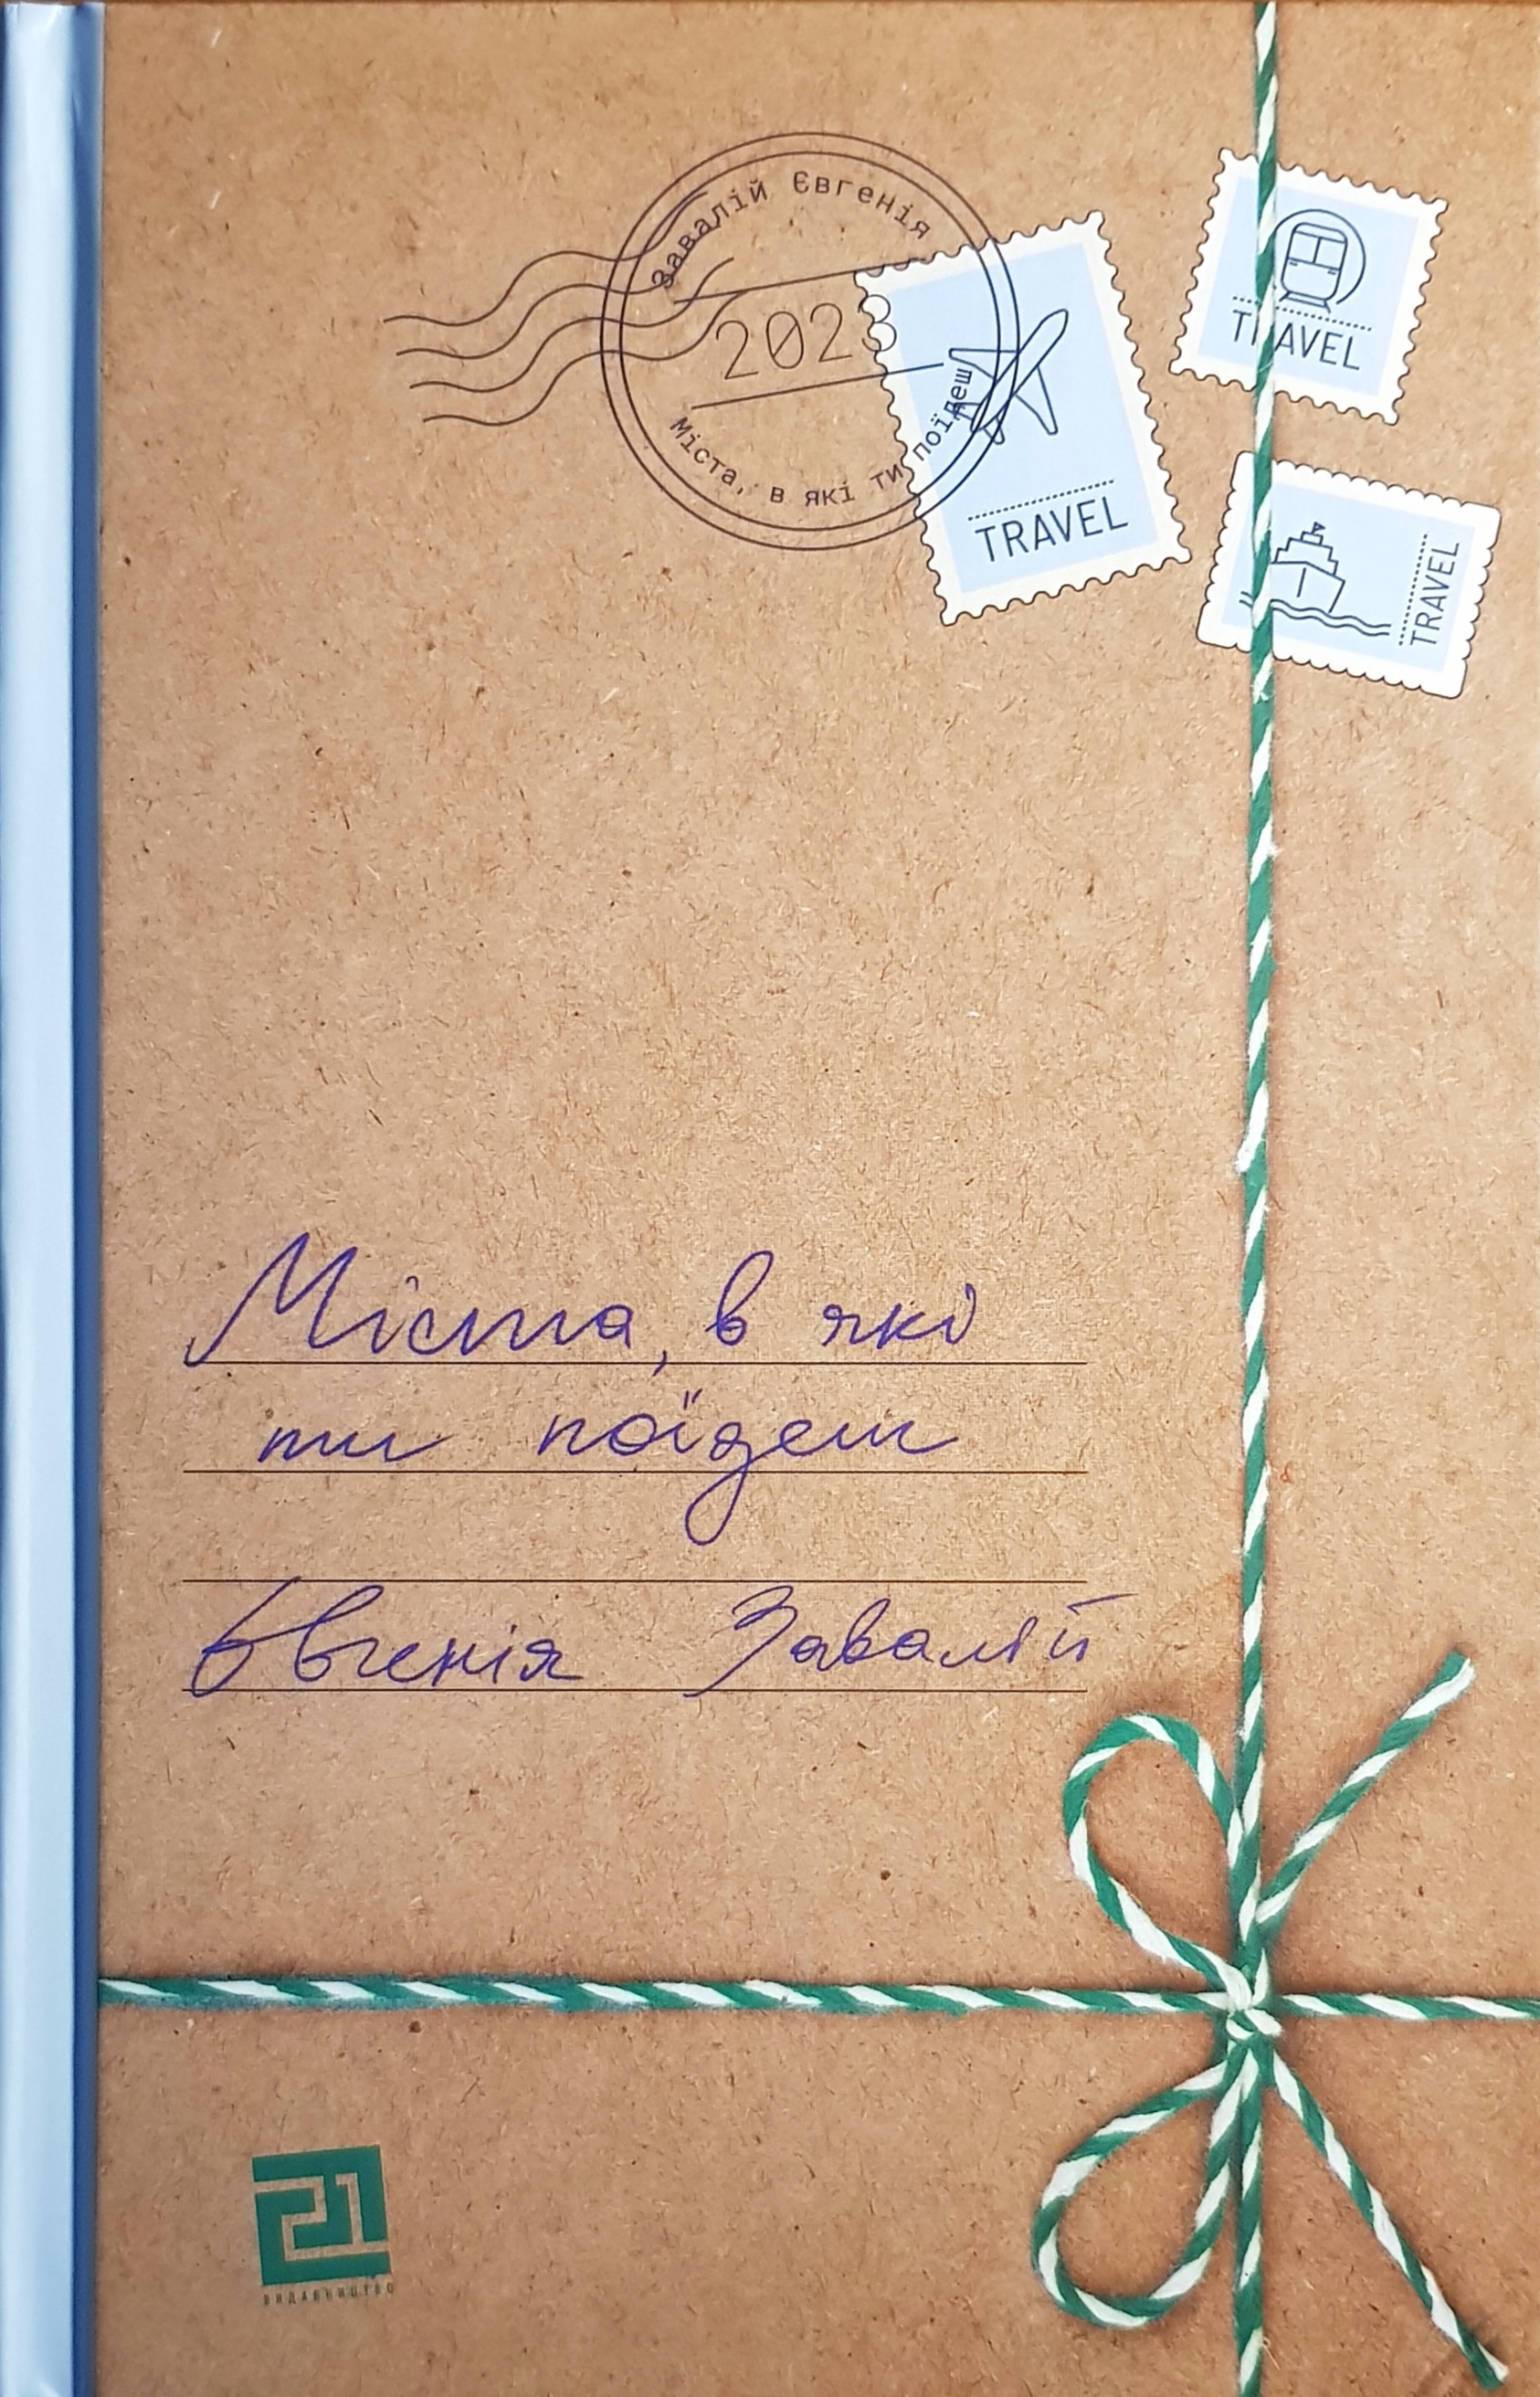 Завалій Євгенія
2023
Міста, в які ти поїдеш
TRAVEL
TRAVEL
TRAVEL
Міста, в які
ти поїдеш
Євгенія Завалій
21
ВИДАВНИЦТВО